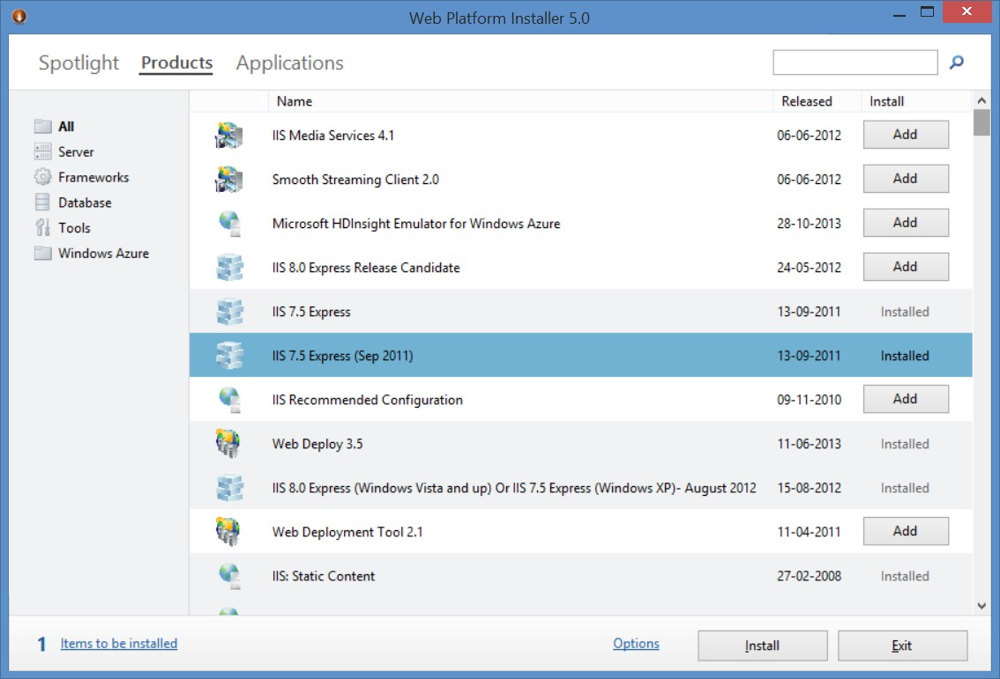 Web Platform Installer 5.0
Spotlight Products Applications
Name Released Install
All
Server
Frameworks
Database
Tools
Windows Azure
IIS Media Services 4.1 06-06-2012 Add
Smooth Streaming Client 2.0 06-06-2012 Add
Microsoft HDInsight Emulator for Windows Azure 28-10-2013 Add
IIS 8.0 Express Release Candidate 24-05-2012 Add
IIS 7.5 Express 13-09-2011 Installed
IIS 7.5 Express (Sep 2011) 13-09-2011 Installed
IIS Recommended Configuration 09-11-2010 Add
Web Deploy 3.5 11-06-2013 Installed
IIS 8.0 Express (Windows Vista and up) Or IIS 7.5 Express (Windows XP)- August 2012 15-08-2012 Installed
Web Deployment Tool 2.1 11-04-2011 Add
IIS: Static Content 27-02-2008 Installed
1 Items to be installed Options Install Exit